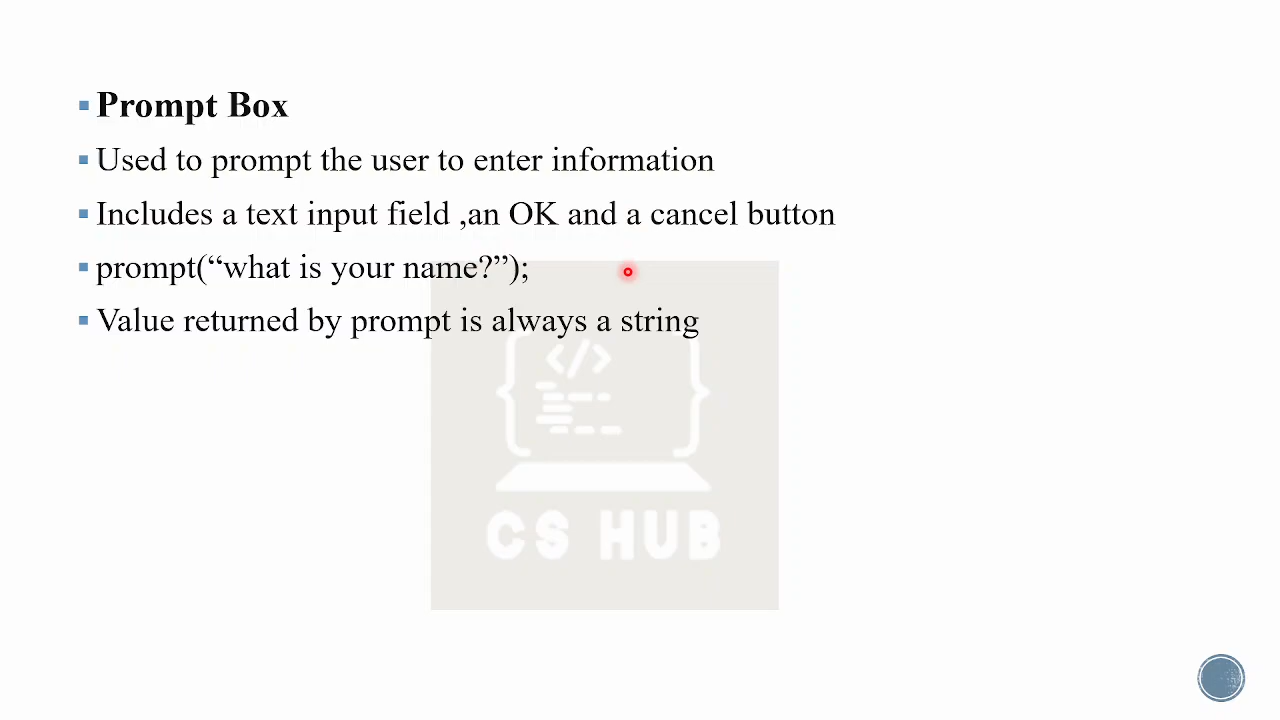 Prompt Box
Used to prompt the user to enter information
Includes a text input field ,an OK and a cancel button
prompt(“what is your name?”);
Value returned by prompt is always a string
</>
CS HUB